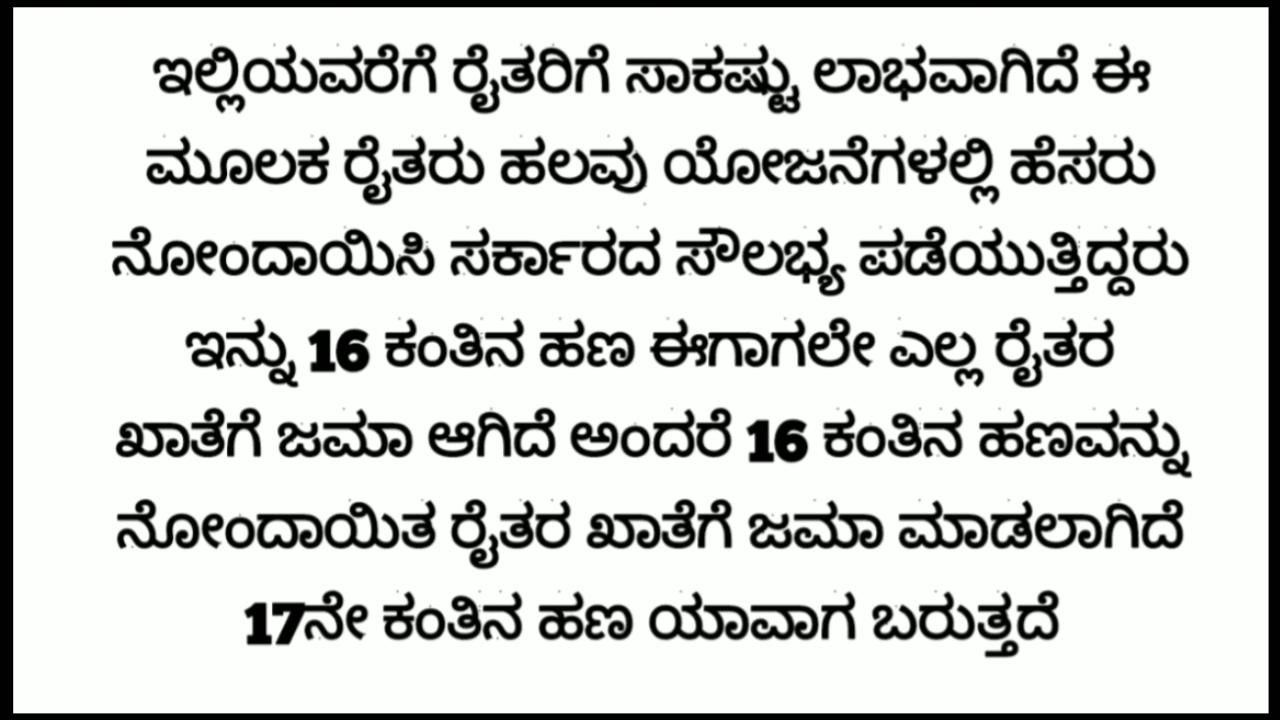 ಇಲ್ಲಿಯವರೆಗೆ ರೈತರಿಗೆ ಸಾಕಷ್ಟು ಲಾಭವಾಗಿದೆ ಈ
ಮೂಲಕ ರೈತರು ಹಲವು ಯೋಜನೆಗಳಲ್ಲಿ ಹೆಸರು
ನೋಂದಾಯಿಸಿ ಸರ್ಕಾರದ ಸೌಲಭ್ಯ ಪಡೆಯುತ್ತಿದ್ದರು
ಇನ್ನು 16 ಕಂತಿನ ಹಣ ಈಗಾಗಲೇ ಎಲ್ಲ ರೈತರ
ಖಾತೆಗೆ ಜಮಾ ಆಗಿದೆ ಅಂದರೆ 16 ಕಂತಿನ ಹಣವನ್ನು
ನೋಂದಾಯಿತ ರೈತರ ಖಾತೆಗೆ ಜಮಾ ಮಾಡಲಾಗಿದೆ
17ನೇ ಕಂತಿನ ಹಣ ಯಾವಾಗ ಬರುತ್ತದೆ